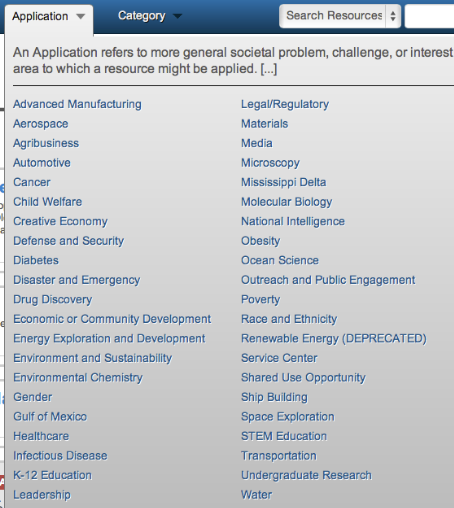 Application
Category
Search Resources
An Application refers to more general societal problem, challenge, or interest
area to which a resource might be applied. [...]
Advanced Manufacturing
Aerospace
Agribusiness
Automotive
Cancer
Child Welfare
Creative Economy
Defense and Security
Diabetes
Disaster and Emergency
Drug Discovery
Economic or Community Development
Energy Exploration and Development
Environment and Sustainability
Environmental Chemistry
Gender
Gulf of Mexico
Healthcare
Infectious Disease
K-12 Education
Leadership
Legal/Regulatory
Materials
Media
Microscopy
Mississippi Delta
Molecular Biology
National Intelligence
Obesity
Ocean Science
Outreach and Public Engagement
Poverty
Race and Ethnicity
Renewable Energy (DEPRECATED)
Service Center
Shared Use Opportunity
Ship Building
Space Exploration
STEM Education
Transportation
Undergraduate Research
Water